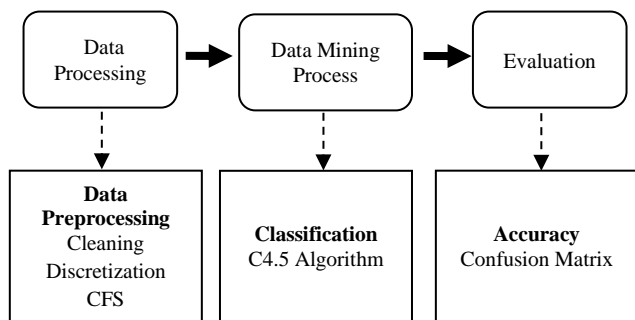 Data
Processing
Data Mining
Process
Evaluation
Data
Preprocessing
Cleaning
Discretization
CFS
Classification
C4.5 Algorithm
Accuracy
Confusion Matrix